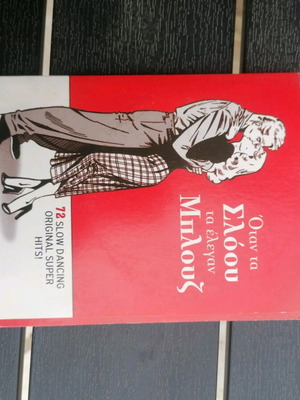 Όταν τα
Σλόου
τα έλεγαν
Μπλουζ
72 SLOW DANCING
ORIGINAL SUPER
HITS!